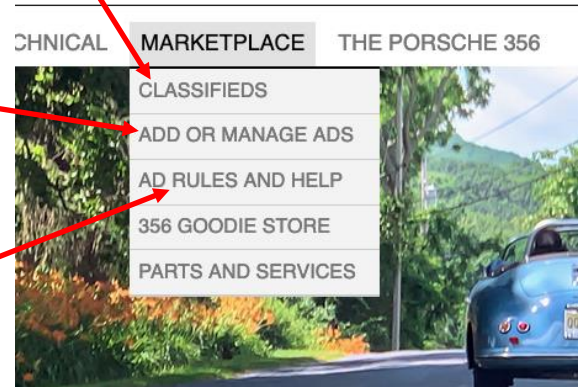 CHNICAL MARKETPLACE THE PORSCHE 356
CLASSIFIEDS
ADD OR MANAGE ADS
AD RULES AND HELP
356 GOODIE STORE
PARTS AND SERVICES